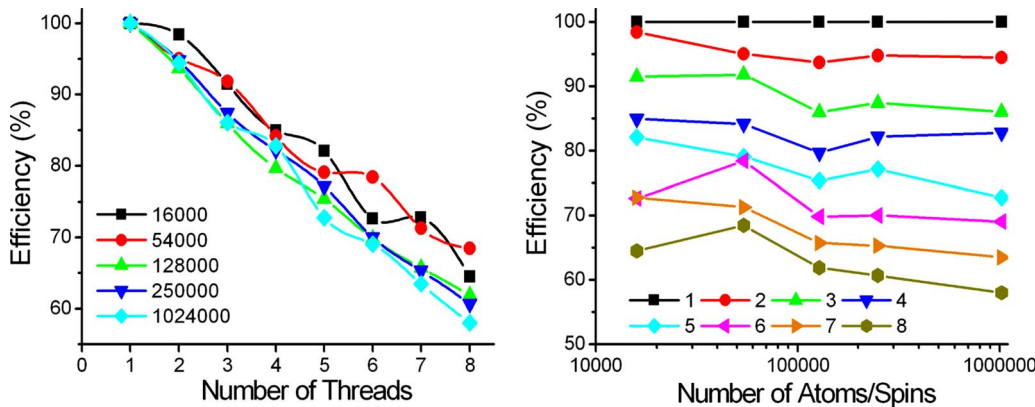 100
90
80
70
60
Efficiency (%)
16000
54000
128000
250000
1024000
0 1 2 3 4 5 6 7 8
Number of Threads
100
90
80
70
60
50
Efficiency (%)
1 2 3 4
5 6 7 8
10000 100000 1000000
Number of Atoms/Spins